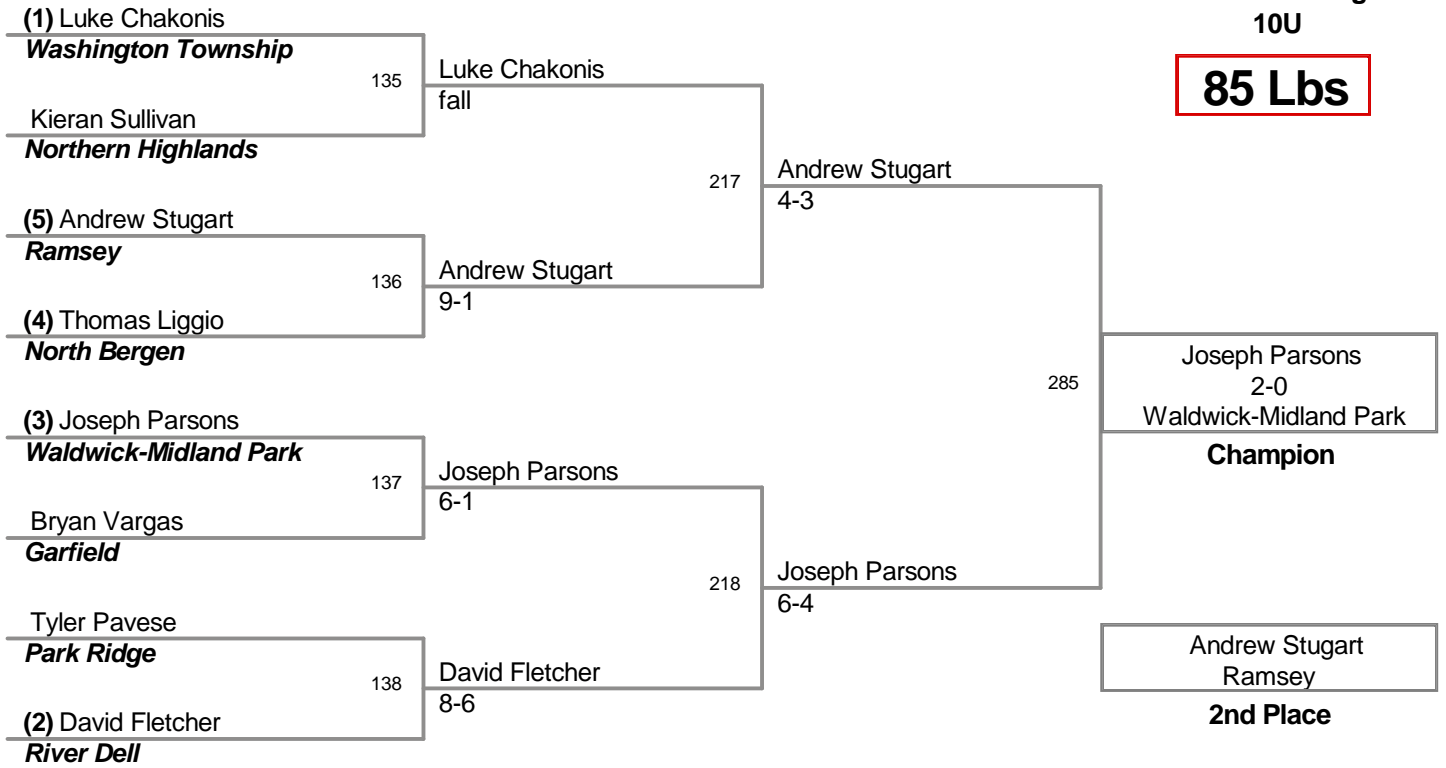 10U
85 Lbs
(1) Luke Chakonis
Washington Township
135
Kieran Sullivan
Northern Highlands
Luke Chakonis
fall
(5) Andrew Stugart
Ramsey
136
(4) Thomas Liggio
North Bergen
Andrew Stugart
9-1
217
Andrew Stugart
4-3
(3) Joseph Parsons
Waldwick-Midland Park
137
Bryan Vargas
Garfield
Joseph Parsons
6-1
Tyler Pavese
Park Ridge
138
(2) David Fletcher
River Dell
David Fletcher
8-6
218
Joseph Parsons
6-4
285
Joseph Parsons
2-0
Waldwick-Midland Park
Champion
Andrew Stugart
Ramsey
2nd Place